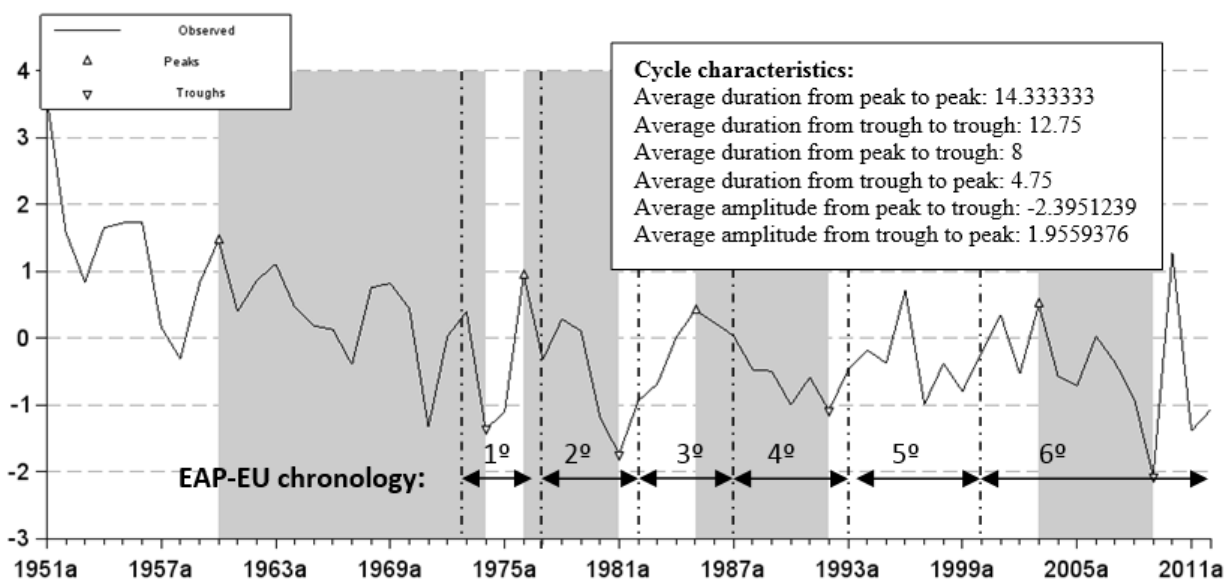 Observed
Peaks
Troughs
Cycle characteristics:
Average duration from peak to peak: 14.333333
Average duration from trough to trough: 12.75
Average duration from peak to trough: 8
Average duration from trough to peak: 4.75
Average amplitude from peak to trough: -2.3951239
Average amplitude from trough to peak: 1.9559376
4
3
2
1
0
-1
-2
-3
EAP-EU chronology:
1º 2º 3º 4º 5º 6º
1951a 1957a 1963a 1969a 1975a 1981a 1987a 1993a 1999a 2005a 2011a